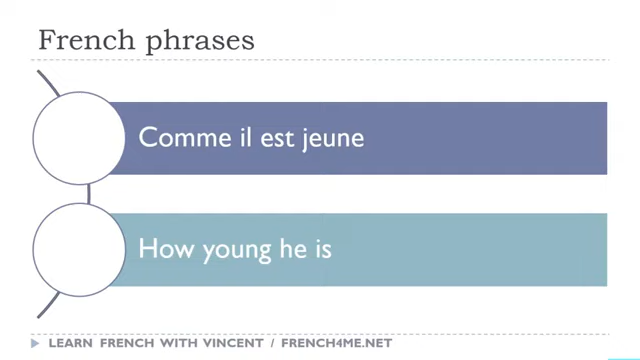 French phrases
Comme il est jeune
How young he is
LEARN FRENCH WITH VINCENT / FRENCH4ME.NET